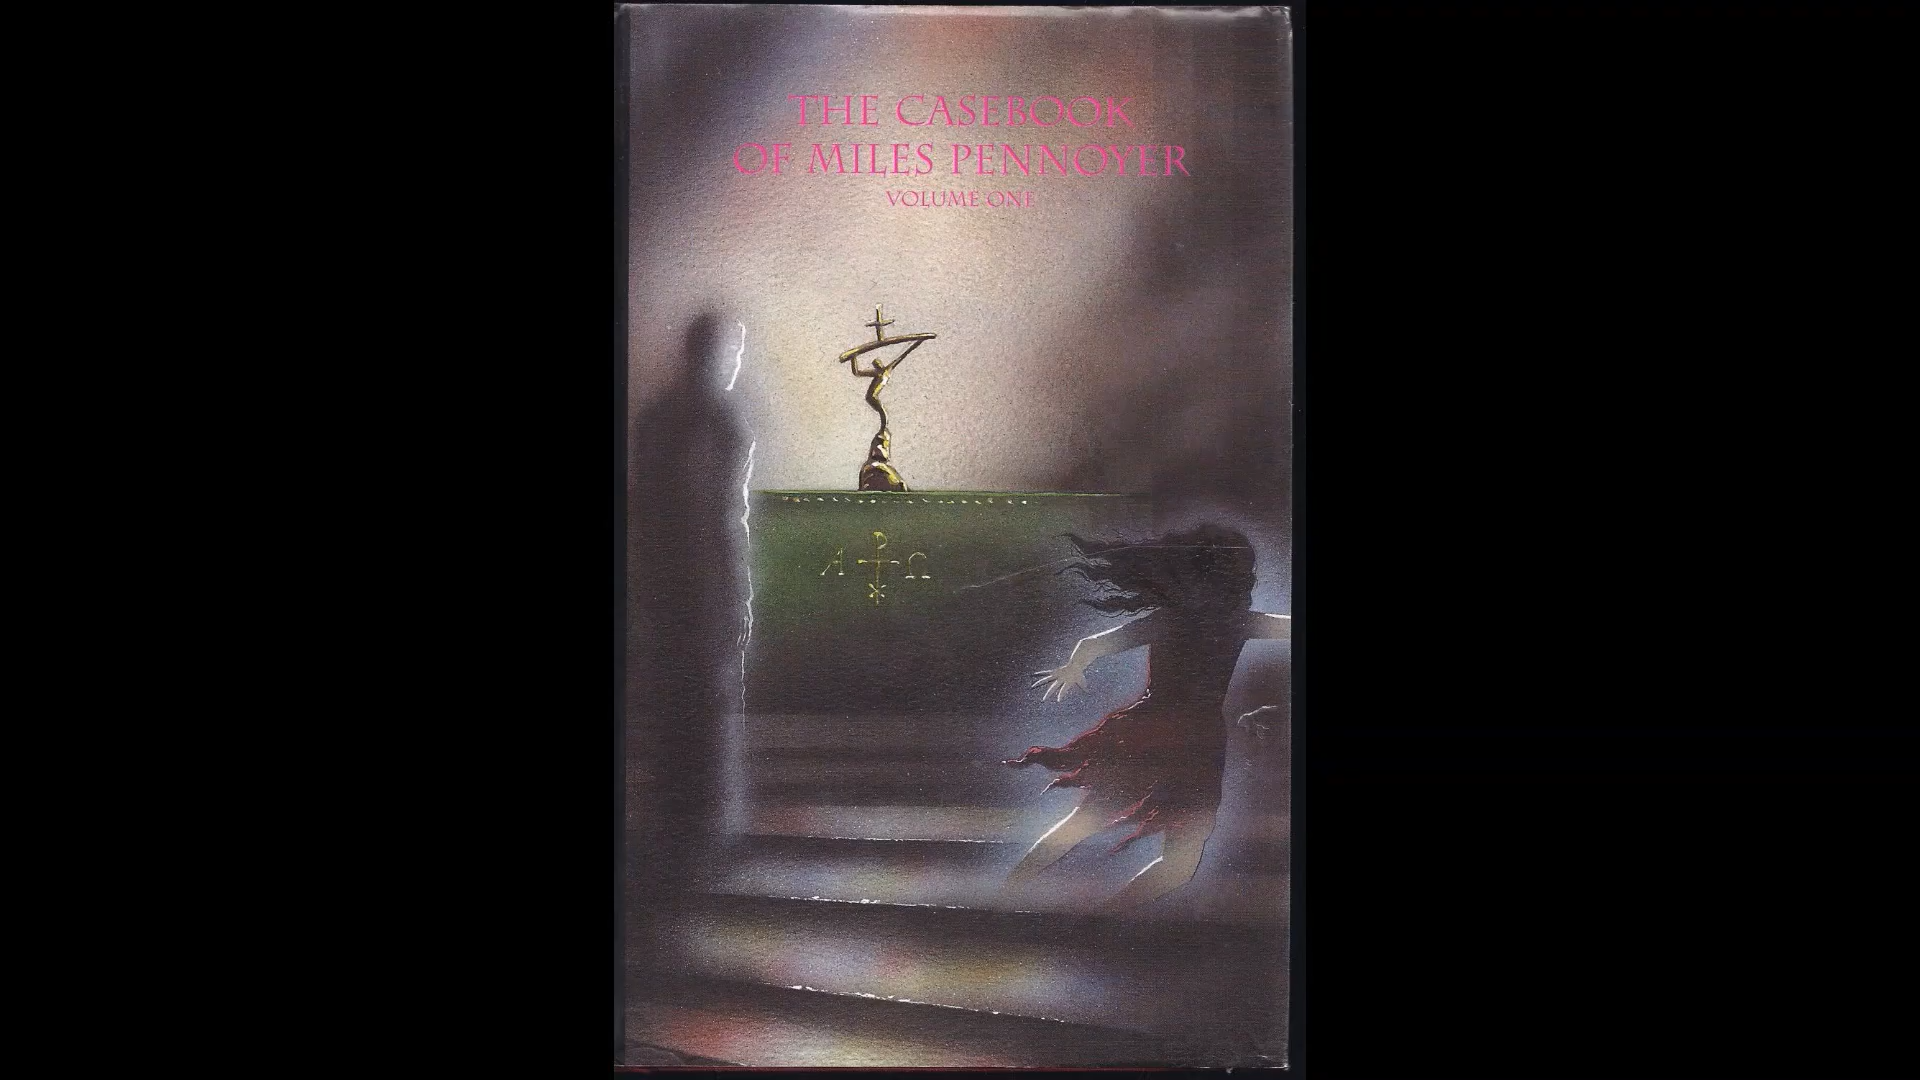 THE CASEBOOK
OF MILES PENNOYER
VOLUME ONE
Α Ω